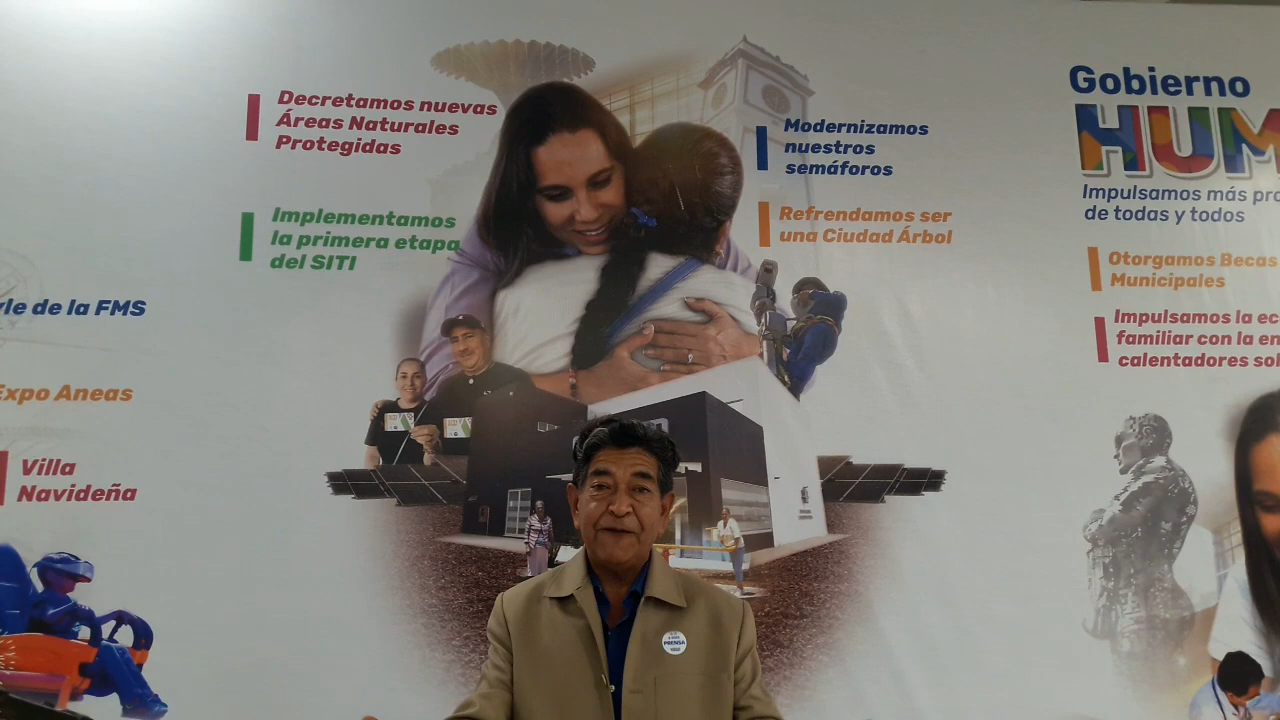 Decretamos nuevas
Áreas Naturales
Protegidas
Implementamos
la primera etapa
del SITI
de la FMS
Expo Aneas
Villa
Navideña
Modernizamos
nuestros
semáforos
Refrendamos ser
una Ciudad Árbol
Gobierno
HUM
Impulsamos más
de todas y todos
Otorgamos Becas
Municipales
Impulsamos la
familiar con la
calentadores
PRENSA